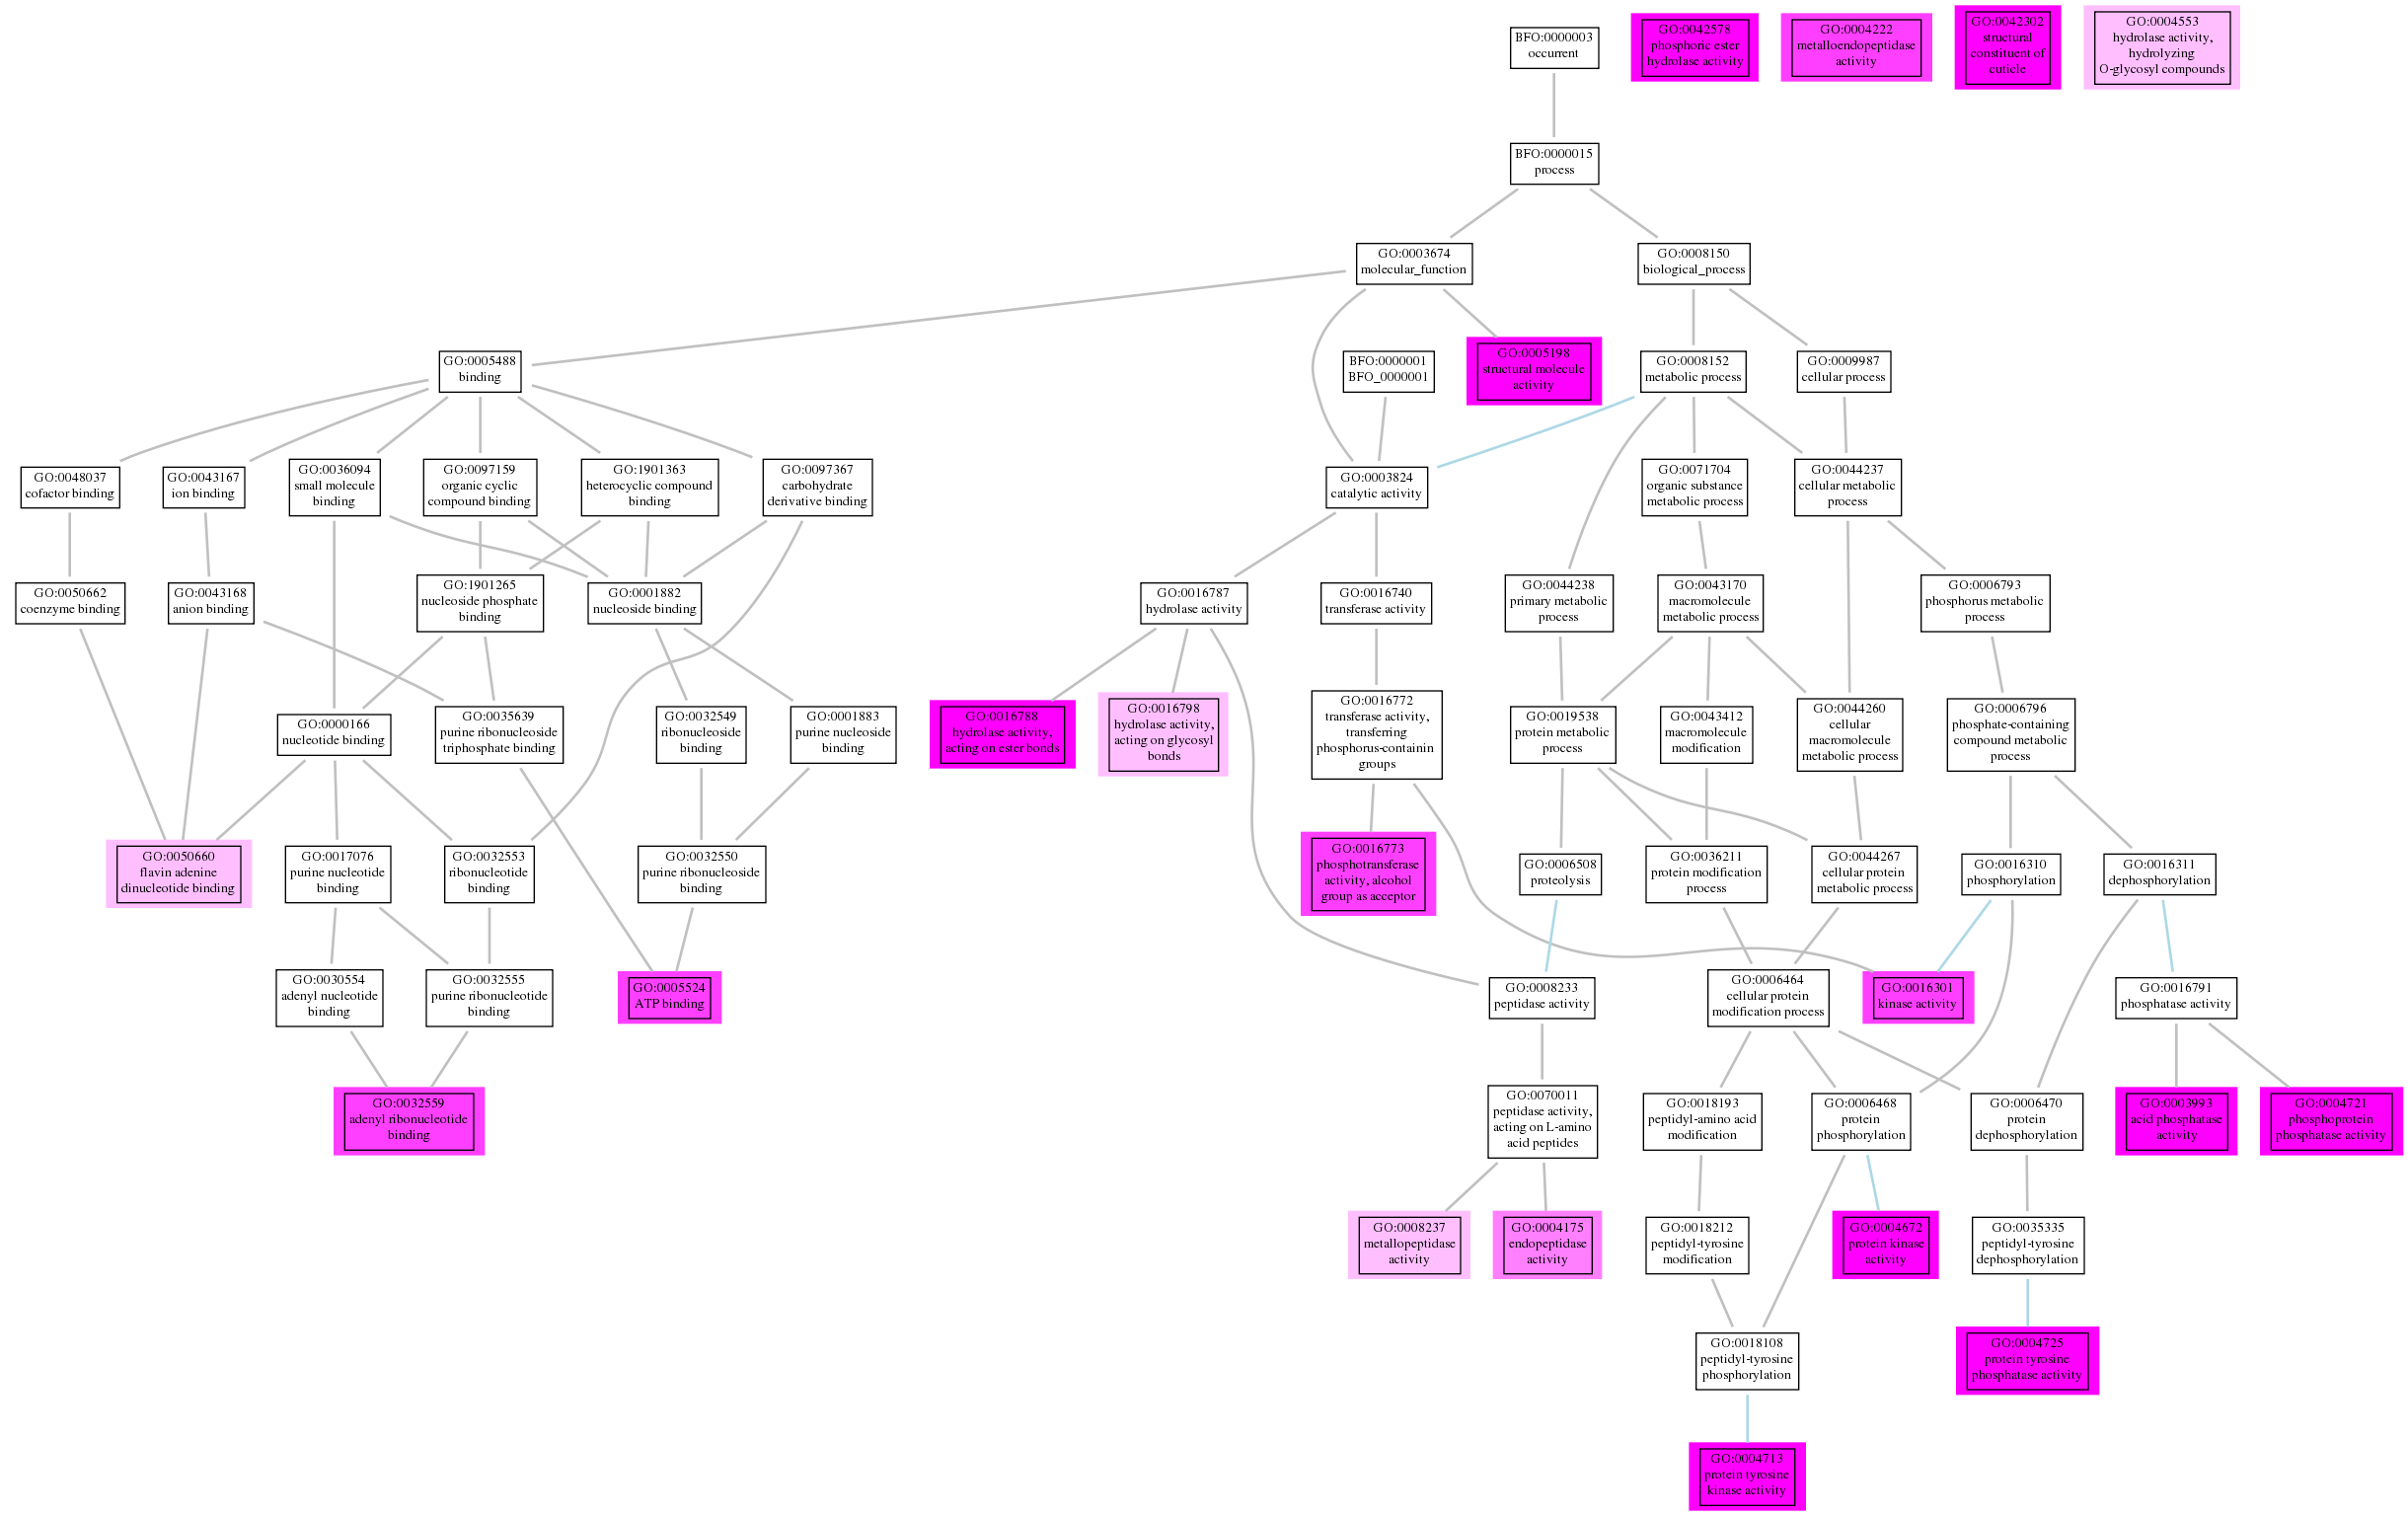 BFO:0000003
occurrent
GO:0042578
phosphoric ester
hydrolase activity
GO:0004222
metalloendopeptidase
activity
GO:0042302
structural
constituent of
cuticle
GO:0004553
hydrolase activity,
hydrolyzing
O-glycosyl compounds
BFO:0000015
process
GO:0003674
molecular_function
GO:0008150
biological_process
GO:0005488
binding
BFO:0000001
BFO_0000001
GO:0005198
structural molecule
activity
GO:0008152
metabolic process
GO:0009987
cellular process
GO:0048037
cofactor binding
GO:0043167
ion binding
GO:0036094
small molecule
binding
GO:0097159
organic cyclic
compound binding
GO:1901363
heterocyclic compound
binding
GO:0097367
carbohydrate
derivative binding
GO:0003824
catalytic activity
GO:0071704
organic substance
metabolic process
GO:0044237
cellular metabolic
process
GO:0050662
coenzyme binding
GO:0043168
anion binding
GO:1901265
nucleoside phosphate
binding
GO:0001882
nucleoside binding
GO:0016787
hydrolase activity
GO:0016740
transferase activity
GO:0044238
primary metabolic
process
GO:0043170
macromolecule
metabolic process
GO:0006793
phosphorus metabolic
process
GO:0000166
nucleotide binding
GO:0035639
purine ribonucleoside
triphosphate binding
GO:0032549
ribonucleoside
binding
GO:0001883
purine nucleoside
binding
GO:0016788
hydrolase activity,
acting on ester bonds
GO:0016798
hydrolase activity,
acting on glycosyl
bonds
GO:0016772
transferase activity,
transferring
phosphorus-containin
groups
GO:0019538
protein metabolic
process
GO:0043412
macromolecule
modification
GO:0044260
cellular
macromolecule
metabolic process
GO:0006796
phosphate-containing
compound metabolic
process
GO:0050660
flavin adenine
dinucleotide binding
GO:0017076
purine nucleotide
binding
GO:0032553
ribonucleotide
binding
GO:0032550
purine ribonucleoside
binding
GO:0016773
phosphotransferase
activity, alcohol
group as acceptor
GO:0006508
proteolysis
GO:0036211
protein modification
process
GO:0044267
cellular protein
metabolic process
GO:0016310
phosphorylation
GO:0016311
dephosphorylation
GO:0030554
adenyl nucleotide
binding
GO:0032555
purine ribonucleotide
binding
GO:0005524
ATP binding
GO:0008233
peptidase activity
GO:0006464
cellular protein
modification process
GO:0016301
kinase activity
GO:0016791
phosphatase activity
GO:0032559
adenyl ribonucleotide
binding
GO:0070011
peptidase activity,
acting on L-amino
acid peptides
GO:0018193
peptidyl-amino acid
modification
GO:0006468
protein
phosphorylation
GO:0006470
protein
dephosphorylation
GO:0003993
acid phosphatase
activity
GO:0004721
phosphoprotein
phosphatase activity
GO:0008237
metallopeptidase
activity
GO:0004175
endopeptidase
activity
GO:0018212
peptidyl-tyrosine
modification
GO:0004672
protein kinase
activity
GO:0035335
peptidyl-tyrosine
dephosphorylation
GO:0018108
peptidyl-tyrosine
phosphorylation
GO:0004725
protein tyrosine
phosphatase activity
GO:0004713
protein tyrosine
kinase activity